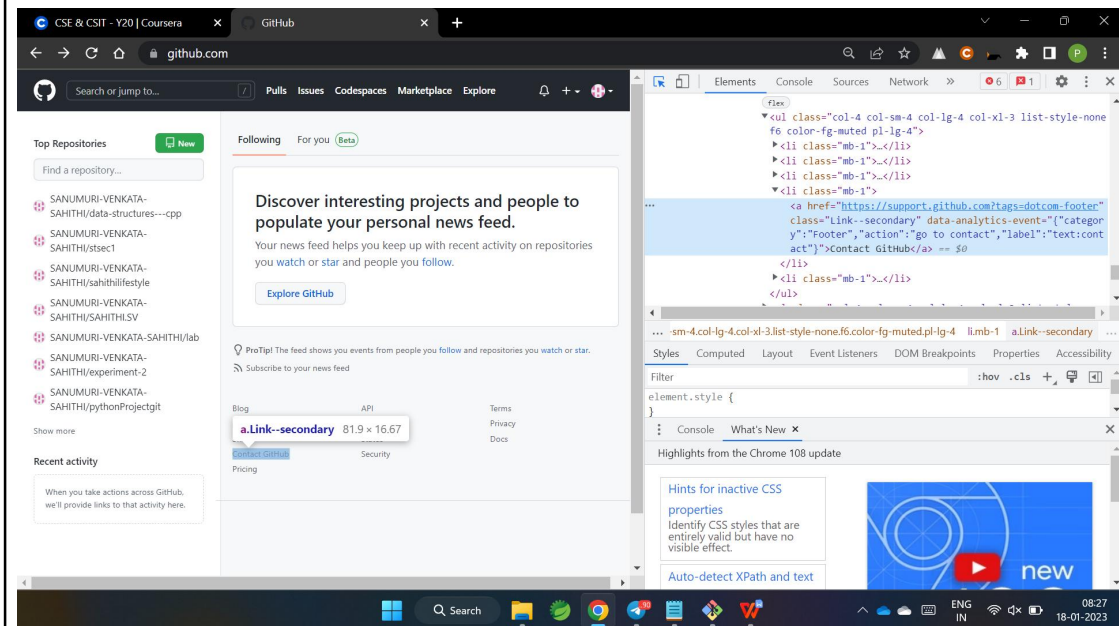 CSE & CSIT - Y20 | Coursera
GitHub
github.com
P
Search or jump to...
/
Pulls Issues Codespaces Marketplace Explore
Top Repositories
New
Find a repository...
SANUMURI-VENKATA-
SAHITHI/data-structures---cpp
SANUMURI-VENKATA-
SAHITHI/stsec1
SANUMURI-VENKATA-
SAHITHI/sahithilifestyle
SANUMURI-VENKATA-
SAHITHI/SAHITHI.SV
SANUMURI-VENKATA-SAHITHI/lab
SANUMURI-VENKATA-
SAHITHI/experiment-2
SANUMURI-VENKATA-
SAHITHI/pythonProjectgit
Show more
Recent activity
When you take actions across GitHub,
we'll provide links to that activity here.
Following For you Beta
Discover interesting projects and people to
populate your personal news feed.
Your news feed helps you keep up with recent activity on repositories
you watch or star and people you follow.
Explore GitHub
ProTip! The feed shows you events from people you follow and repositories you watch or star.
Subscribe to your news feed
Blog API Terms
Privacy
a.Link--secondary 81.9 × 16.67
Docs
Contact GitHub Security
Pricing
Elements Console Sources Network » 6 1
flex
<ul class="col-4 col-sm-4 col-lg-4 col-xl-3 list-style-none
f6 color-fg-muted pl-lg-4">
<li class="mb-1">…</li>
<li class="mb-1">…</li>
<li class="mb-1">…</li>
<li class="mb-1">
<a href="https://support.github.com?tags=dotcom-footer"
class="Link--secondary" data-analytics-event="{"categor
y":"Footer","action":"go to contact","label":"text:cont
act"}">Contact GitHub</a> == $0
</li>
<li class="mb-1">…</li>
</ul>
... -sm-4.col-lg-4.col-xl-3.list-style-none.f6.color-fg-muted.pl-lg-4 li.mb-1 a.Link--secondary ...
Styles Computed Layout Event Listeners DOM Breakpoints Properties Accessibility
Filter :hov .cls +
element.style {
}
Console What's New ×
Highlights from the Chrome 108 update
Hints for inactive CSS
properties
Identify CSS styles that are
entirely valid but have no
visible effect.
Auto-detect XPath and text
new
Search
ENG
IN
08:27
18-01-2023